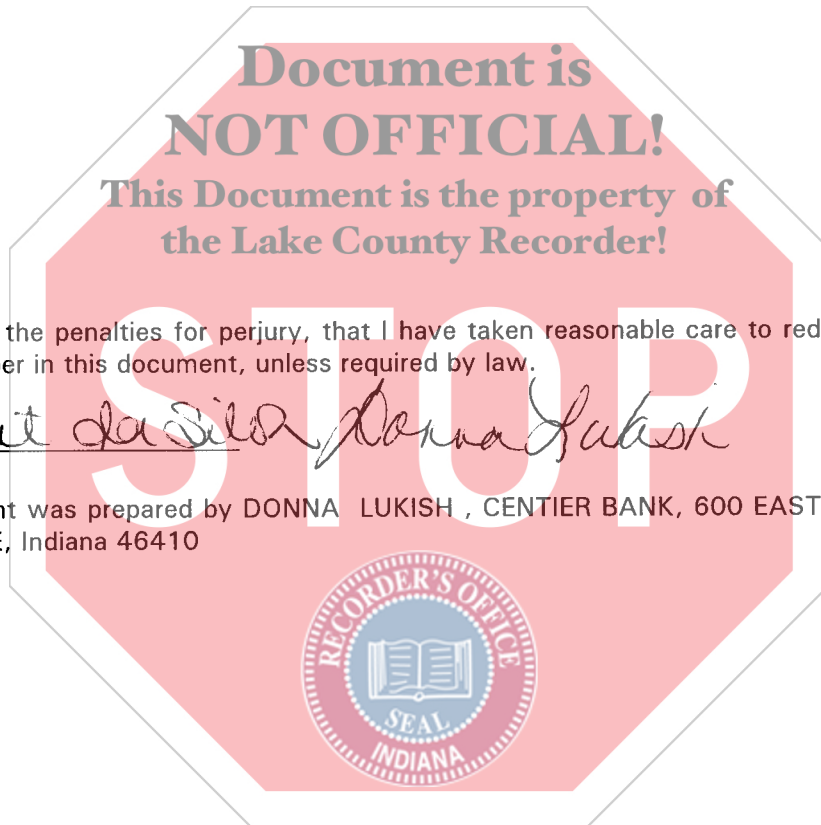 Document is
NOT OFFICIAL!
This Document is the property of
the Lake County Recorder!
STOP
the penalties for perjury, that I have taken reasonable care to red
er in this document, unless required by law.
Donna Lukish
nt was prepared by DONNA LUKISH , CENTIER BANK, 600 EAST
E, Indiana 46410
RECORDER'S OFFICE
SEAL
INDIANA